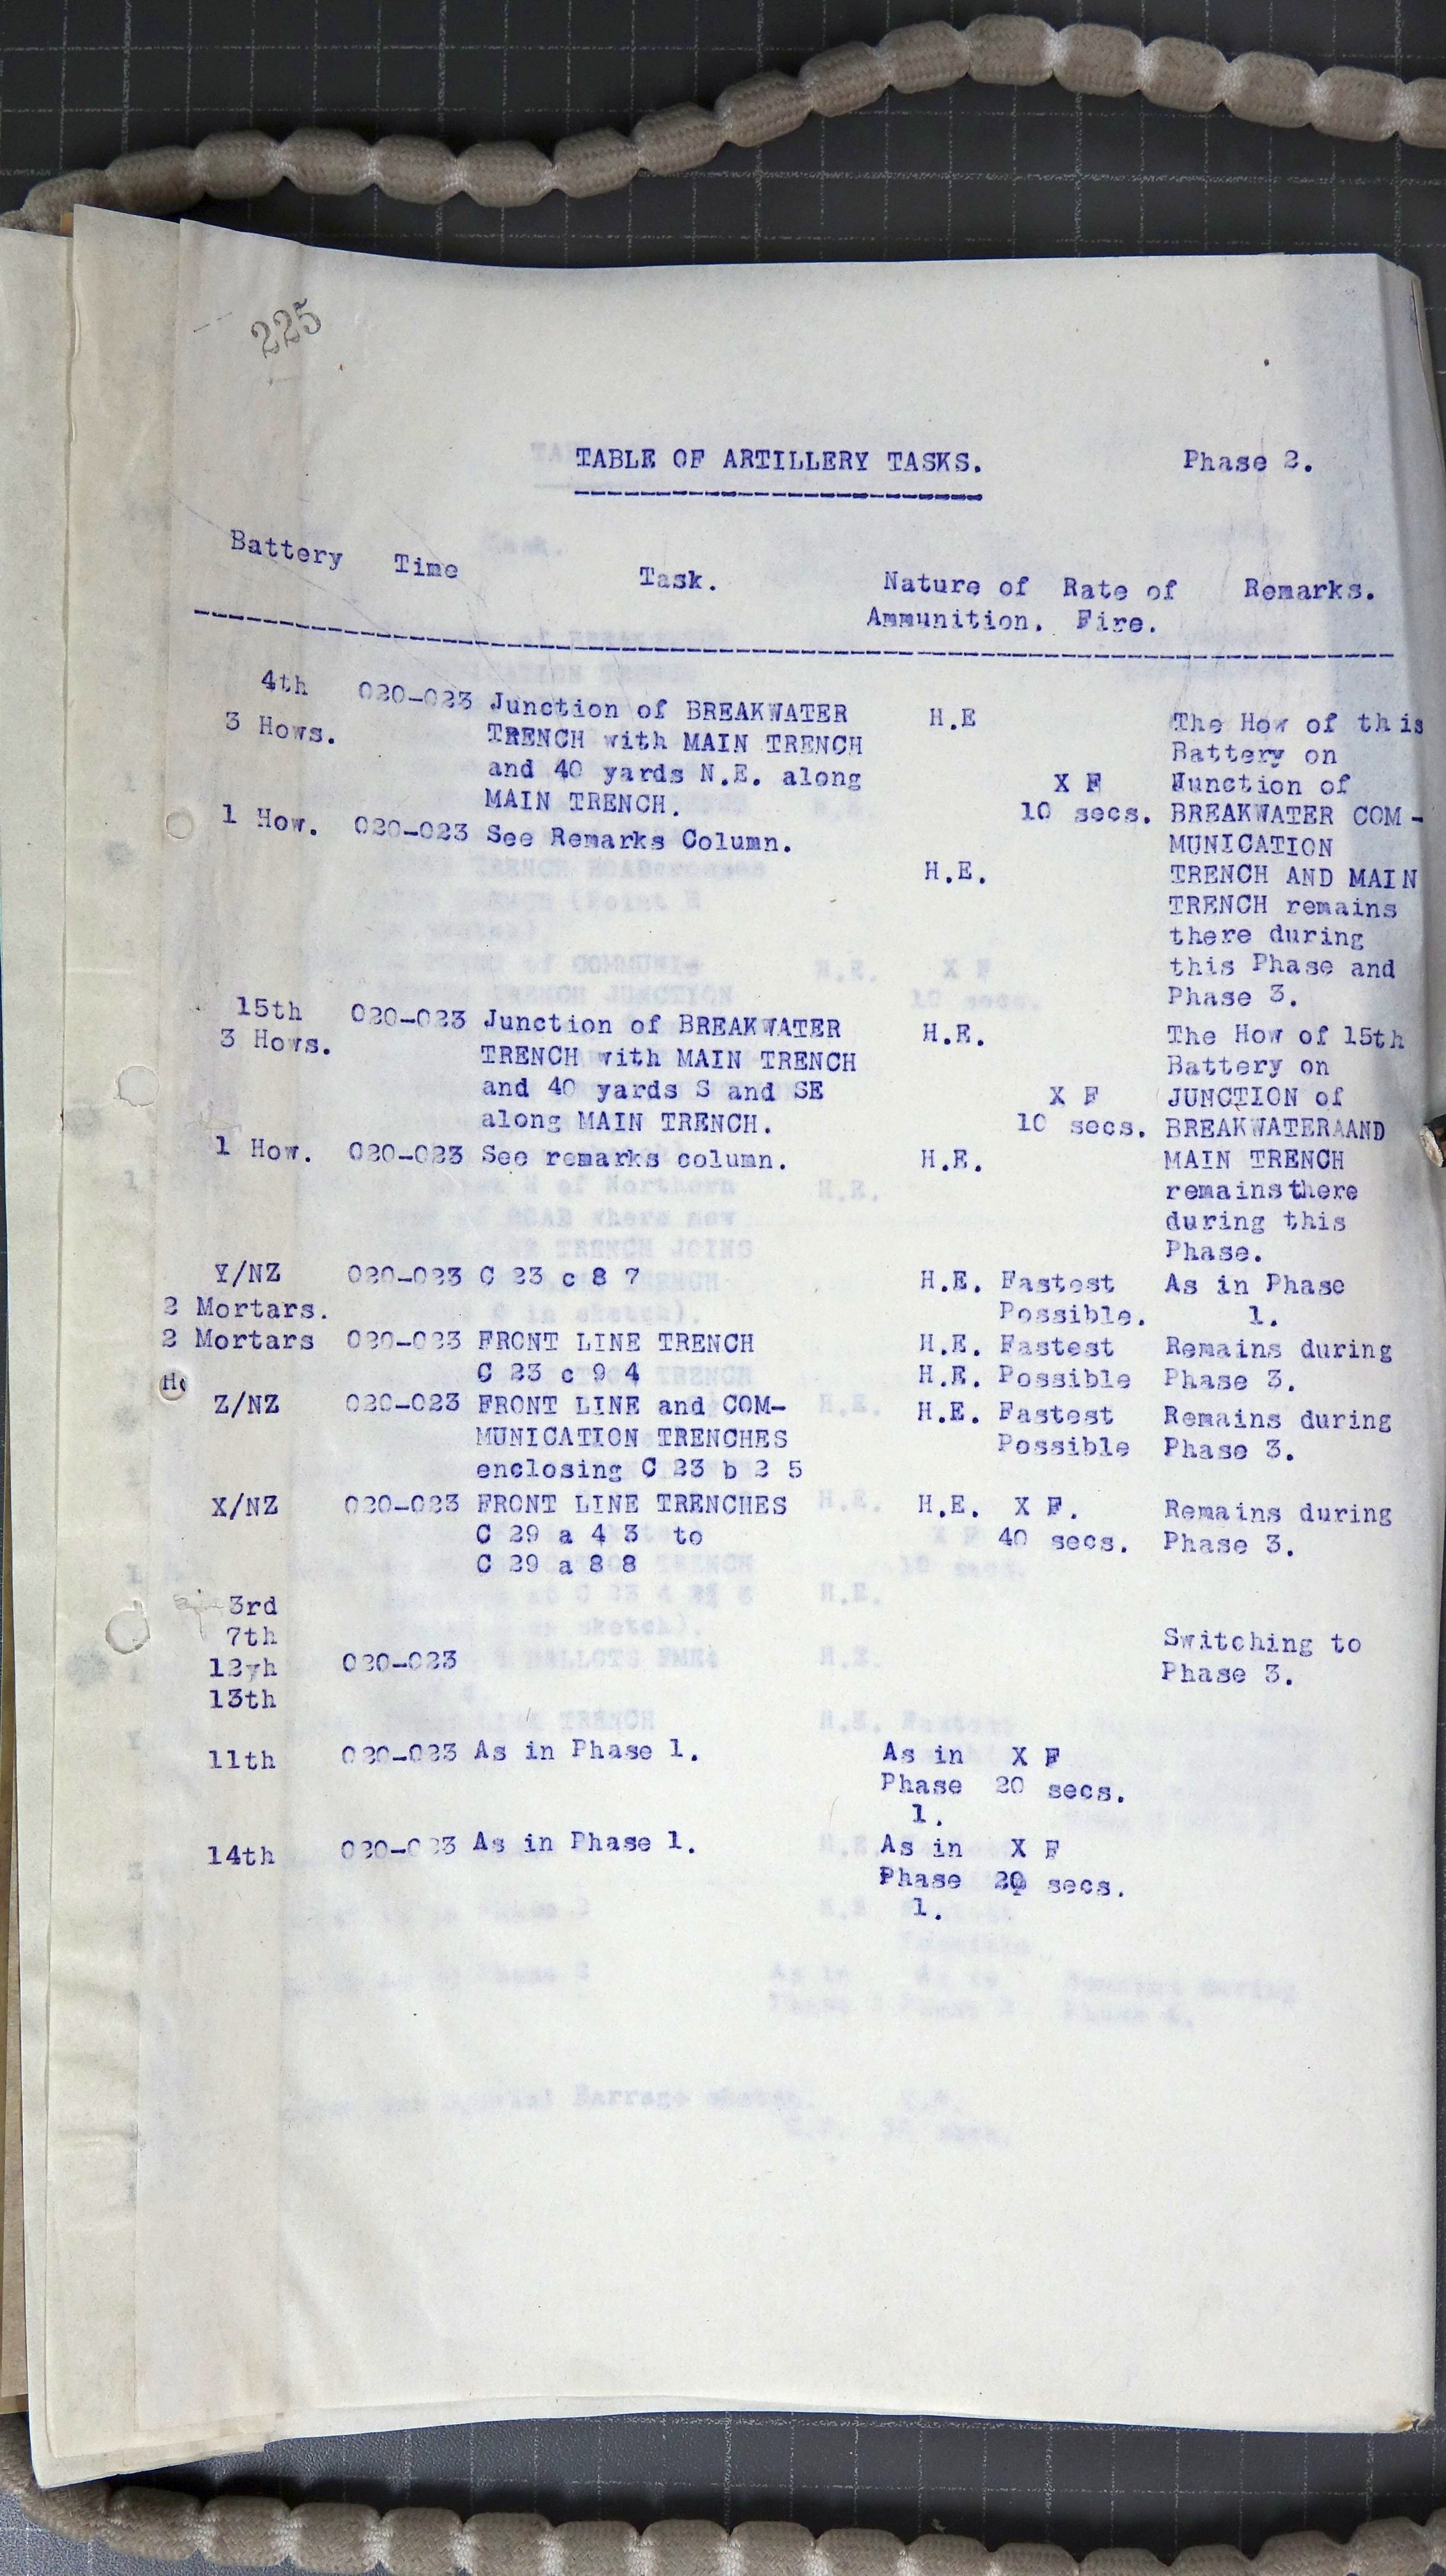 225
TABLE OF ARTILLERY TASKS. Phase 2.
Battery Time Task. Nature of Rate of Remarks.
Ammunition. Fire.
4th 020-023 Junction of BREAKWATER H.E The How of this
3 Hows. TRENCH with MAIN TRENCH Battery on
and 40 yards N.E. along X F Junction of
MAIN TRENCH. 10 secs. BREAKWATER COM-
1 How. 020-023 See Remarks Column. MUNICATION
H.E. TRENCH AND MAIN
TRENCH remains
there during
this Phase and
Phase 3.
15th 020-023 Junction of BREAKWATER H.E. The How of 15th
3 Hows. TRENCH with MAIN TRENCH Battery on
and 40 yards S and SE X F JUNCTION of
along MAIN TRENCH. 10 secs. BREAKWATERAAND
1 How. 020-023 See remarks column. H.E. MAIN TRENCH
remainsthere
during this
Phase.
Y/NZ 020-023 C 23 c 8 7 H.E. Fastest As in Phase
2 Mortars. Possible. 1.
2 Mortars 020-023 FRONT LINE TRENCH H.E. Fastest Remains during
C 23 c 9 4 H.E. Possible Phase 3.
Z/NZ 020-023 FRONT LINE and COM- H.E. Fastest Remains during
MUNICATION TRENCHES Possible Phase 3.
enclosing C 23 b 2 5
X/NZ 020-023 FRONT LINE TRENCHES H.E. X F. Remains during
C 29 a 4 3 to 40 secs. Phase 3.
C 29 a 8 8
3rd
7th Switching to
12yh 020-023 Phase 3.
13th
11th 020-023 As in Phase 1. As in X F
Phase 20 secs.
1.
14th 020-023 As in Phase 1. As in X F
Phase 20 secs.
1.